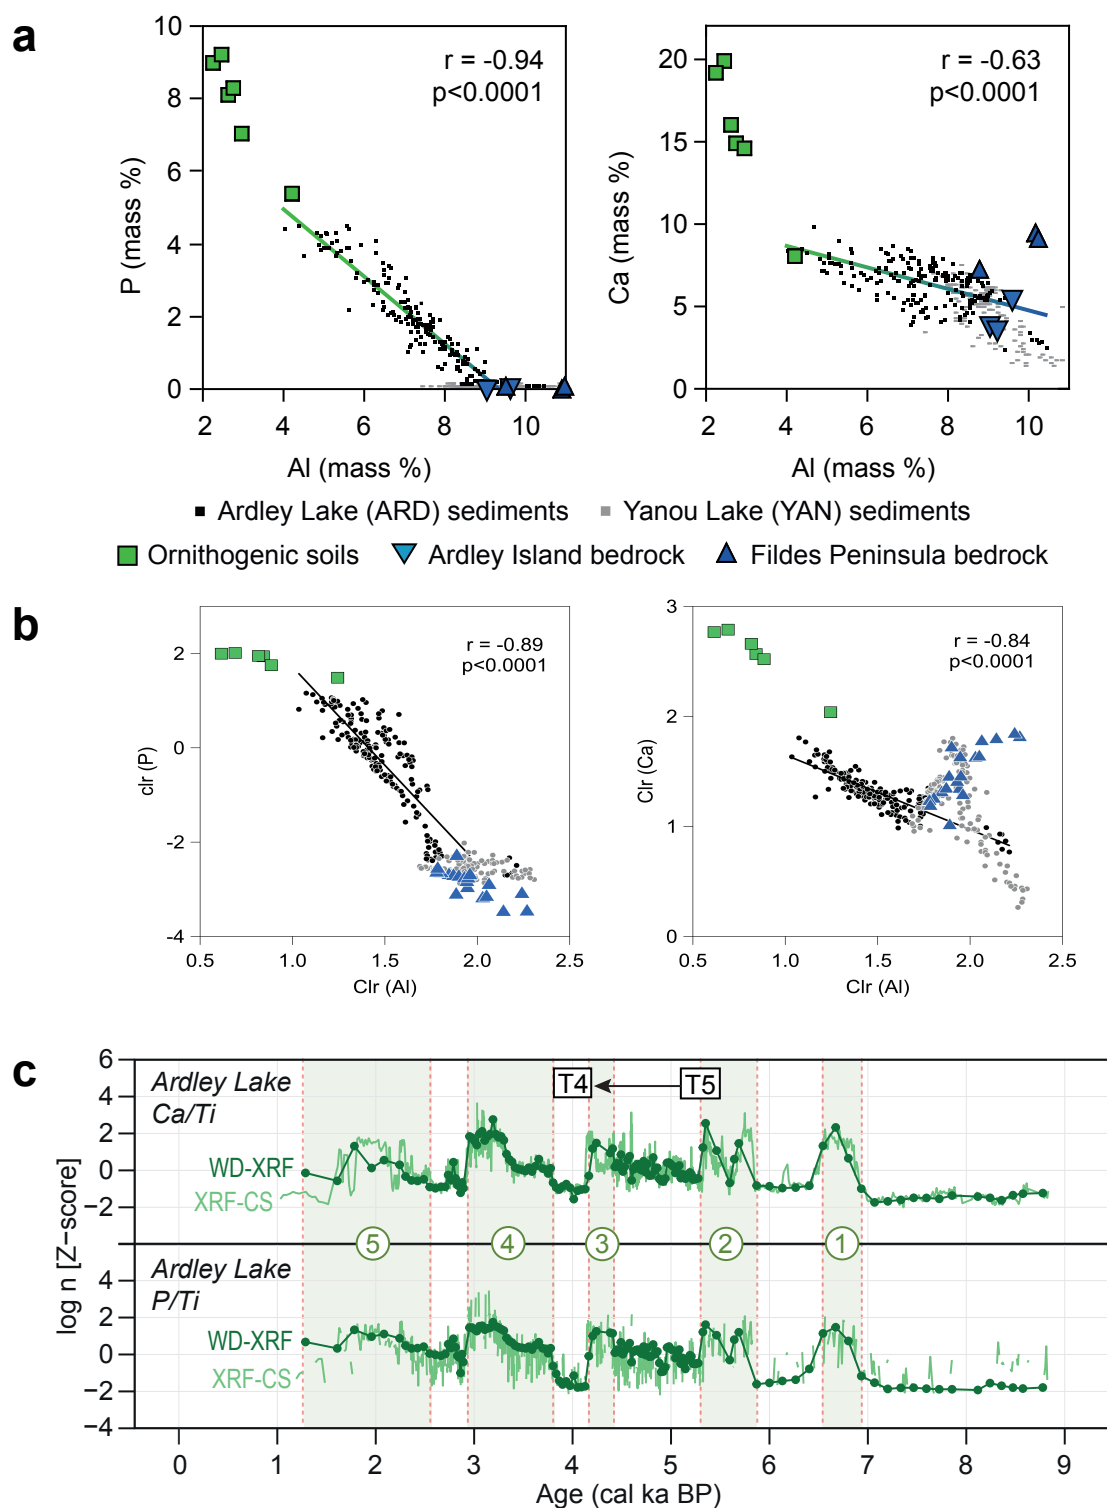 a
10
8
6
4
2
0
P (mass %)
r = -0.94
p<0.0001
2
4
6
8
10
Al (mass %)
20
15
10
5
0
Ca (mass %)
r = -0.63
p<0.0001
2
4
6
8
10
Al (mass %)
Ardley Lake (ARD) sediments
Yanou Lake (YAN) sediments
Ornithogenic soils
Ardley Island bedrock
Fildes Peninsula bedrock
b
2
0
-2
-4
clr (P)
r = -0.89
p<0.0001
0.5
1.0
1.5
2.0
2.5
Clr (Al)
3
2
1
0
Clr (Ca)
r = -0.84
p<0.0001
0.5
1.0
1.5
2.0
2.5
Clr (Al)
c
6
4
2
0
−2
Ardley Lake
Ca/Ti
WD-XRF
XRF-CS
T4
T5
5
4
3
2
1
log n [Z−score]
4
2
0
−2
−4
Ardley Lake
P/Ti
WD-XRF
XRF-CS
0
1
2
3
4
5
6
7
8
9
Age (cal ka BP)